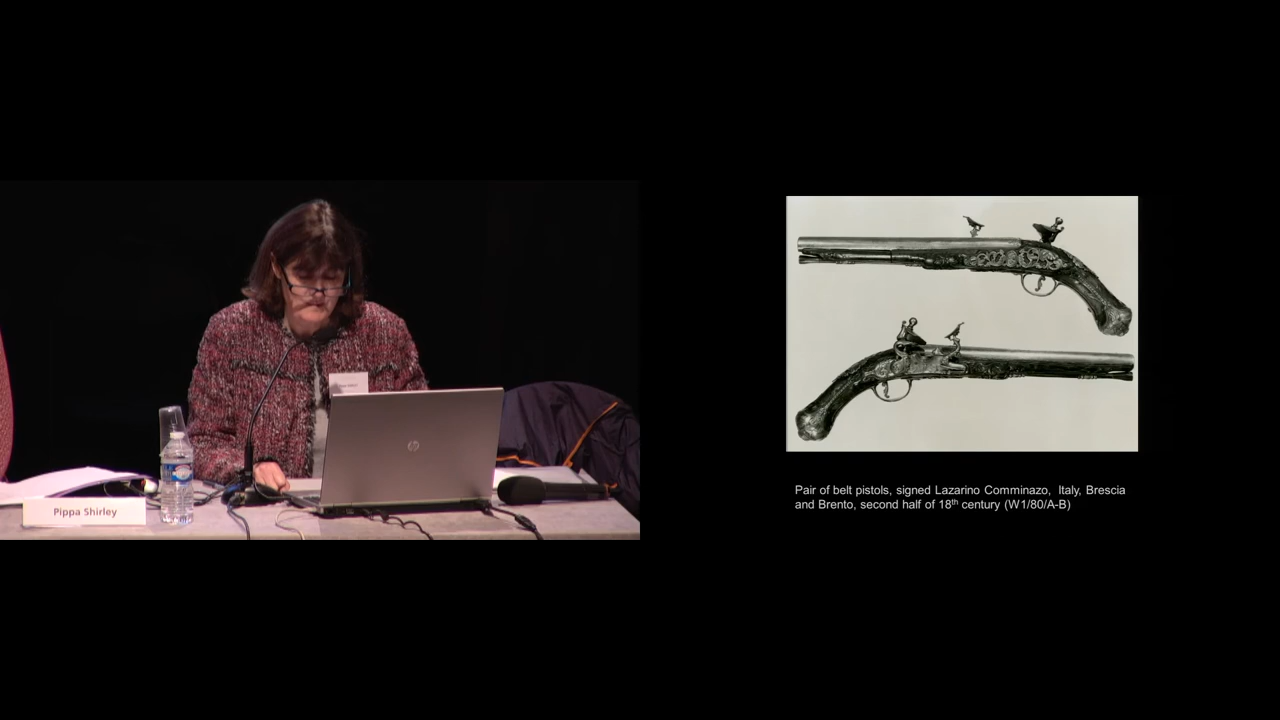 Pippa Shirley
hp
Pair of belt pistols, signed Lazarino Comminazo, Italy, Brescia
and Brento, second half of 18th century (W1/80/A-B)